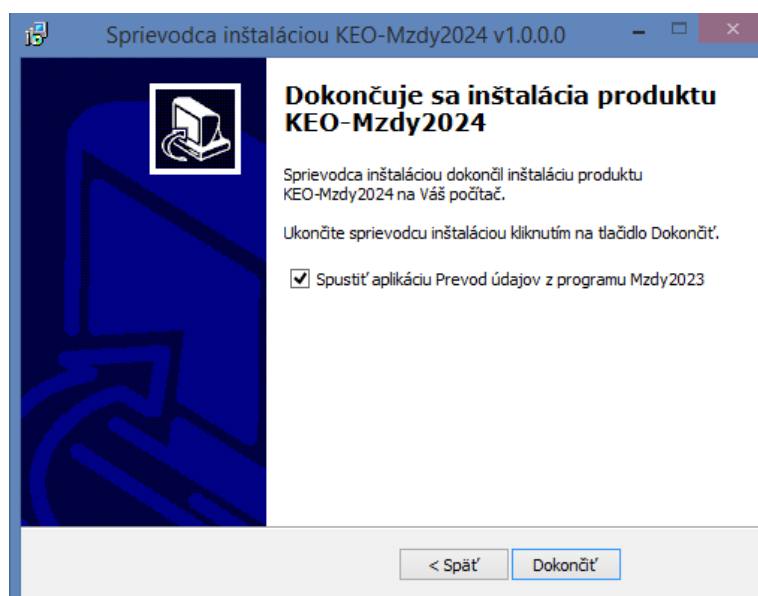 Sprievodca inštaláciou KEO-Mzdy2024 v1.0.0.0
Dokončuje sa inštalácia produktu
KEO-Mzdy2024
Sprievodca inštaláciou dokončil inštaláciu produktu
KEO-Mzdy2024 na Váš počítač.
Ukončite sprievodcu inštaláciou kliknutím na tlačidlo Dokončiť.
Spustiť aplikáciu Prevod údajov z programu Mzdy2023
< Späť
Dokončiť